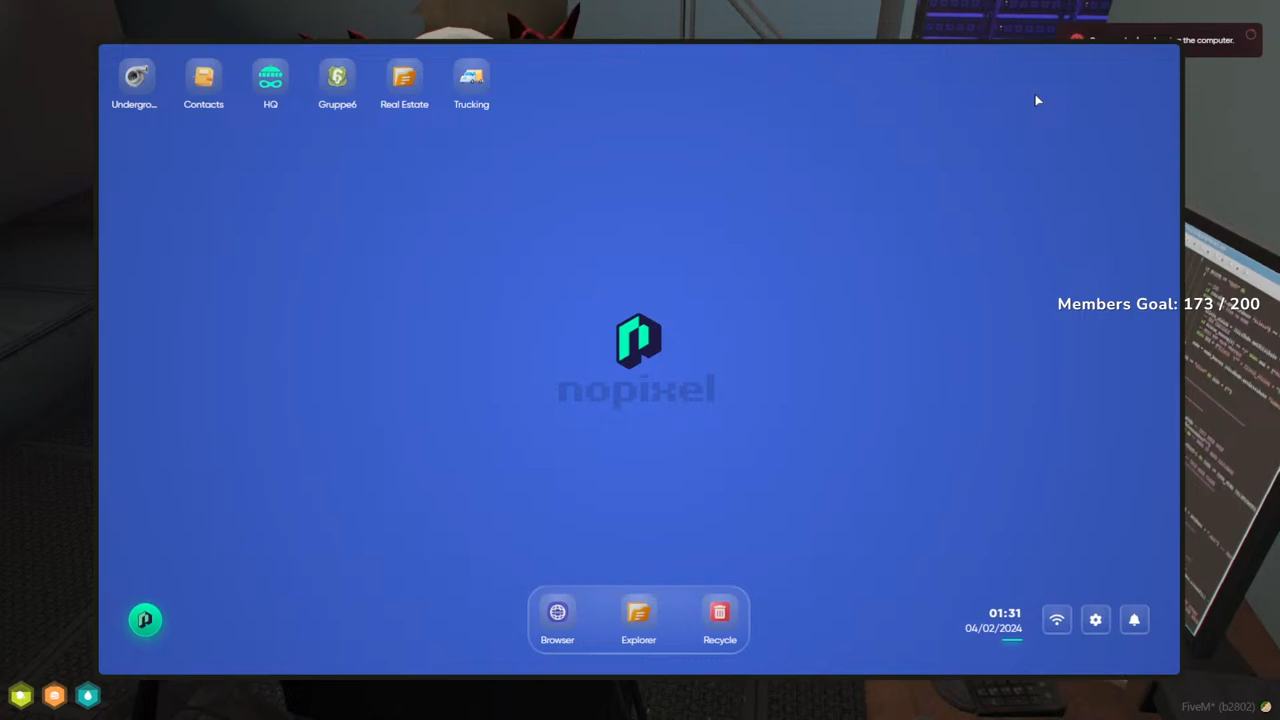 the computer.
Undergro...
Contacts
HQ
Gruppe6
Real Estate
Trucking
Members Goal: 173 / 200
nopixel
Browser
Explorer
Recycle
01:31
04/02/2024
FiveM* (b2802)